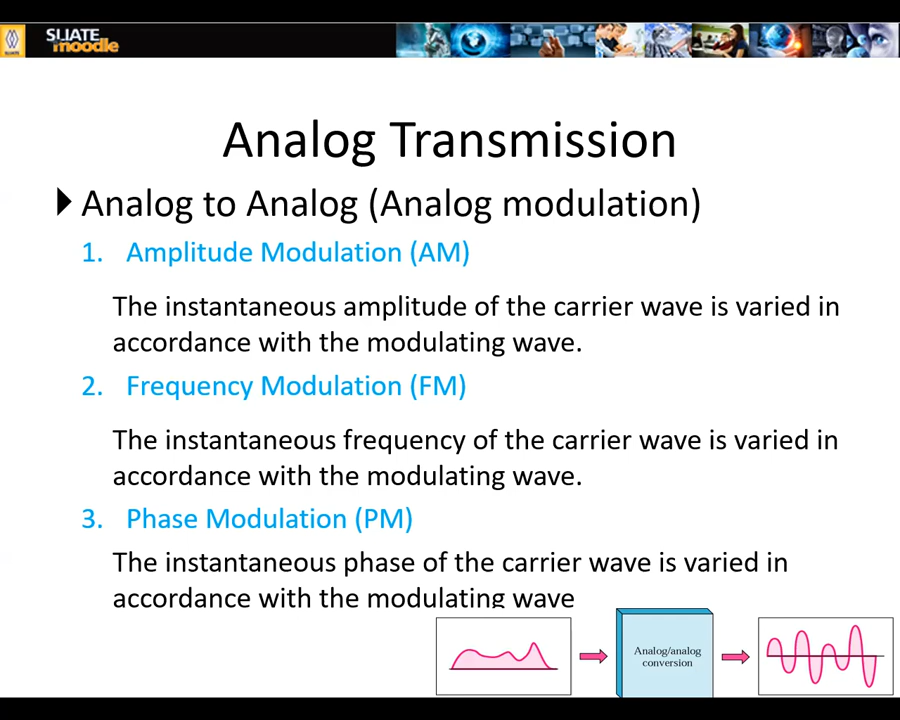 SLIATE
moodle
Analog Transmission
Analog to Analog (Analog modulation)
1. Amplitude Modulation (AM)
The instantaneous amplitude of the carrier wave is varied in
accordance with the modulating wave.
2. Frequency Modulation (FM)
The instantaneous frequency of the carrier wave is varied in
accordance with the modulating wave.
3. Phase Modulation (PM)
The instantaneous phase of the carrier wave is varied in
accordance with the modulating wave
Analog/analog
conversion